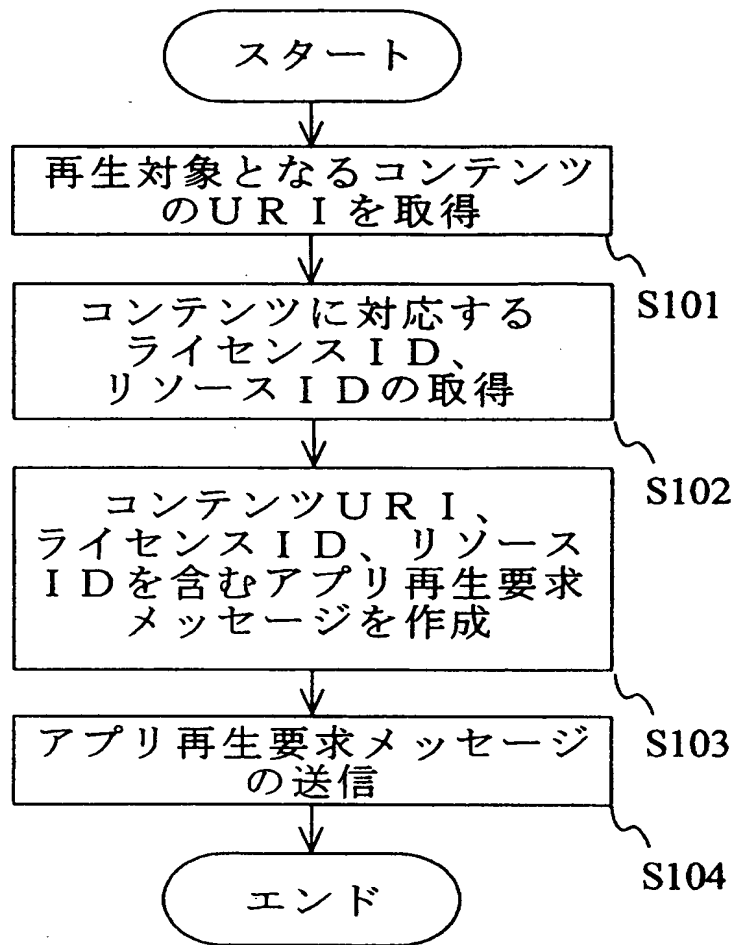 スタート
再生対象となるコンテンツ
のＵＲＩを取得
S101
コンテンツに対応する
ライセンスＩＤ、
リソースＩＤの取得
S102
コンテンツＵＲＩ、
ライセンスＩＤ、リソース
ＩＤを含むアプリ再生要求
メッセージを作成
S103
アプリ再生要求メッセージ
の送信
S104
エンド